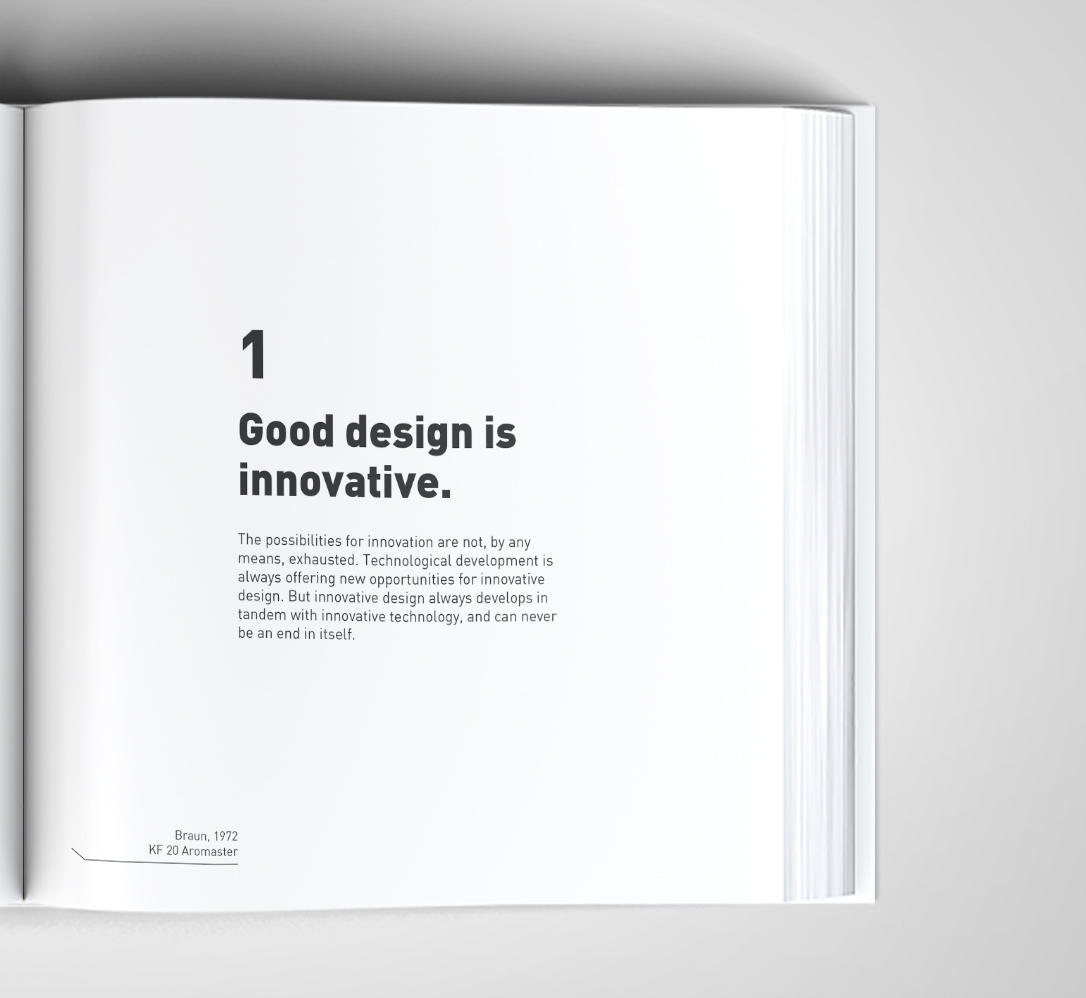 1
Good design is
innovative.
The possibilities for innovation are not, by any
means, exhausted. Technological development is
always offering new opportunities for innovative
design. But innovative design always develops in
tandem with innovative technology, and can never
be an end in itself.
Braun, 1972
KF 20 Aromaster